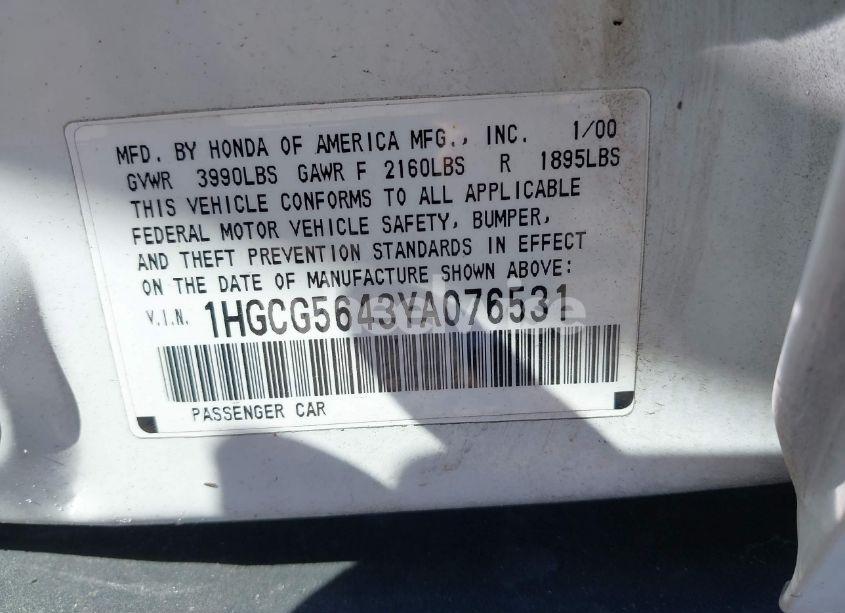 MFD. BY HONDA OF AMERICA MFG., INC. 1/00
GVWR 3990LBS GAWR F 2160LBS R 1895LBS
THIS VEHICLE CONFORMS TO ALL APPLICABLE
FEDERAL MOTOR VEHICLE SAFETY, BUMPER,
AND THEFT PREVENTION STANDARDS IN EFFECT
ON THE DATE OF MANUFACTURE SHOWN ABOVE:
V.I.N. 1HGCG5643YA076531
PASSENGER CAR